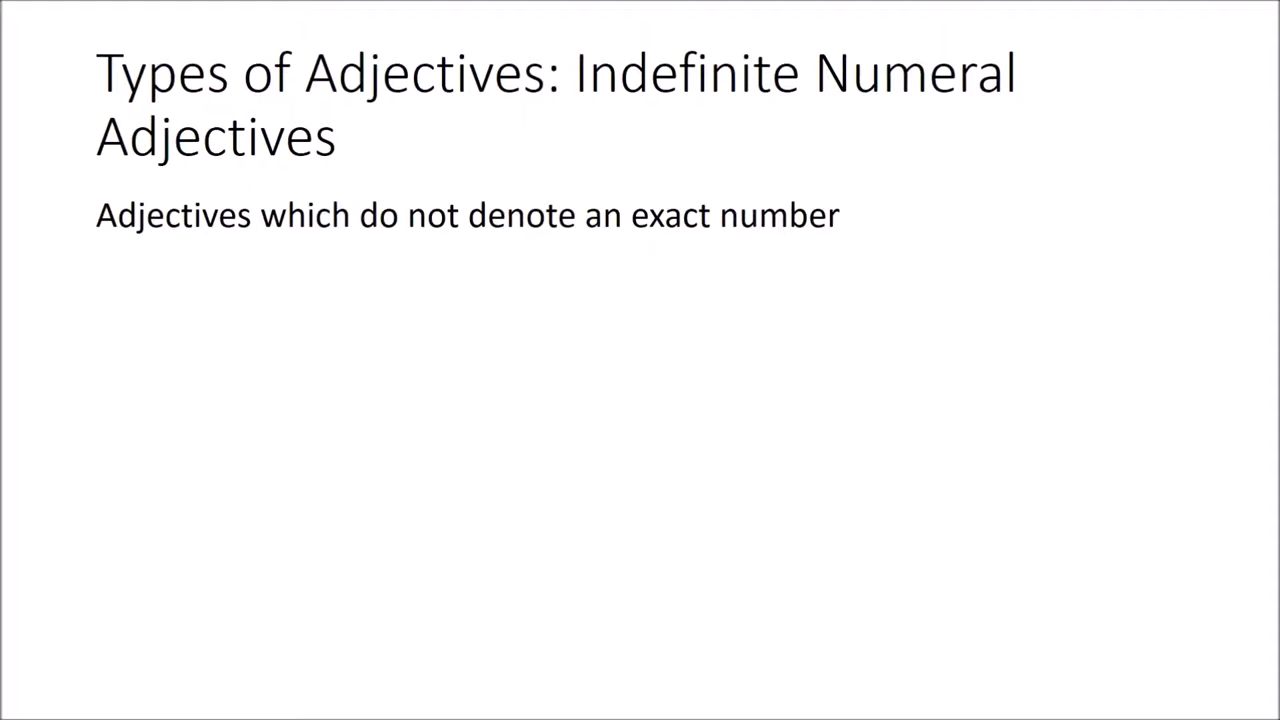 Types of Adjectives: Indefinite Numeral
Adjectives
Adjectives which do not denote an exact number